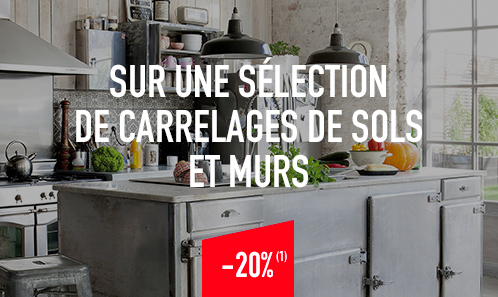 SUR UNE SÉLECTION
DE CARRELAGES DE SOLS
ET MURS
-20%(1)